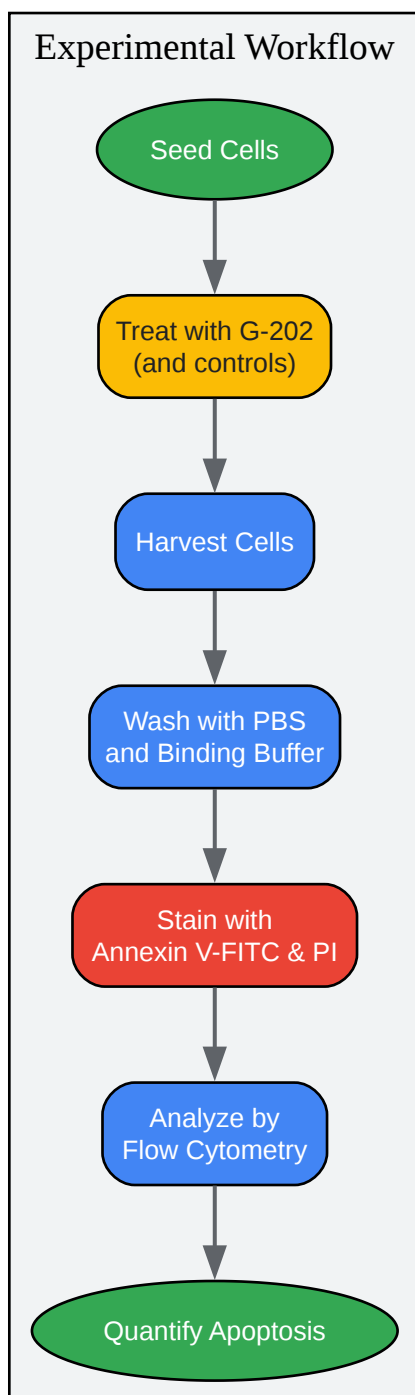 Experimental Workflow
Seed Cells
Treat with G-202
(and controls)
Harvest Cells
Wash with PBS
and Binding Buffer
Stain with
Annexin V-FITC & PI
Analyze by
Flow Cytometry
Quantify Apoptosis